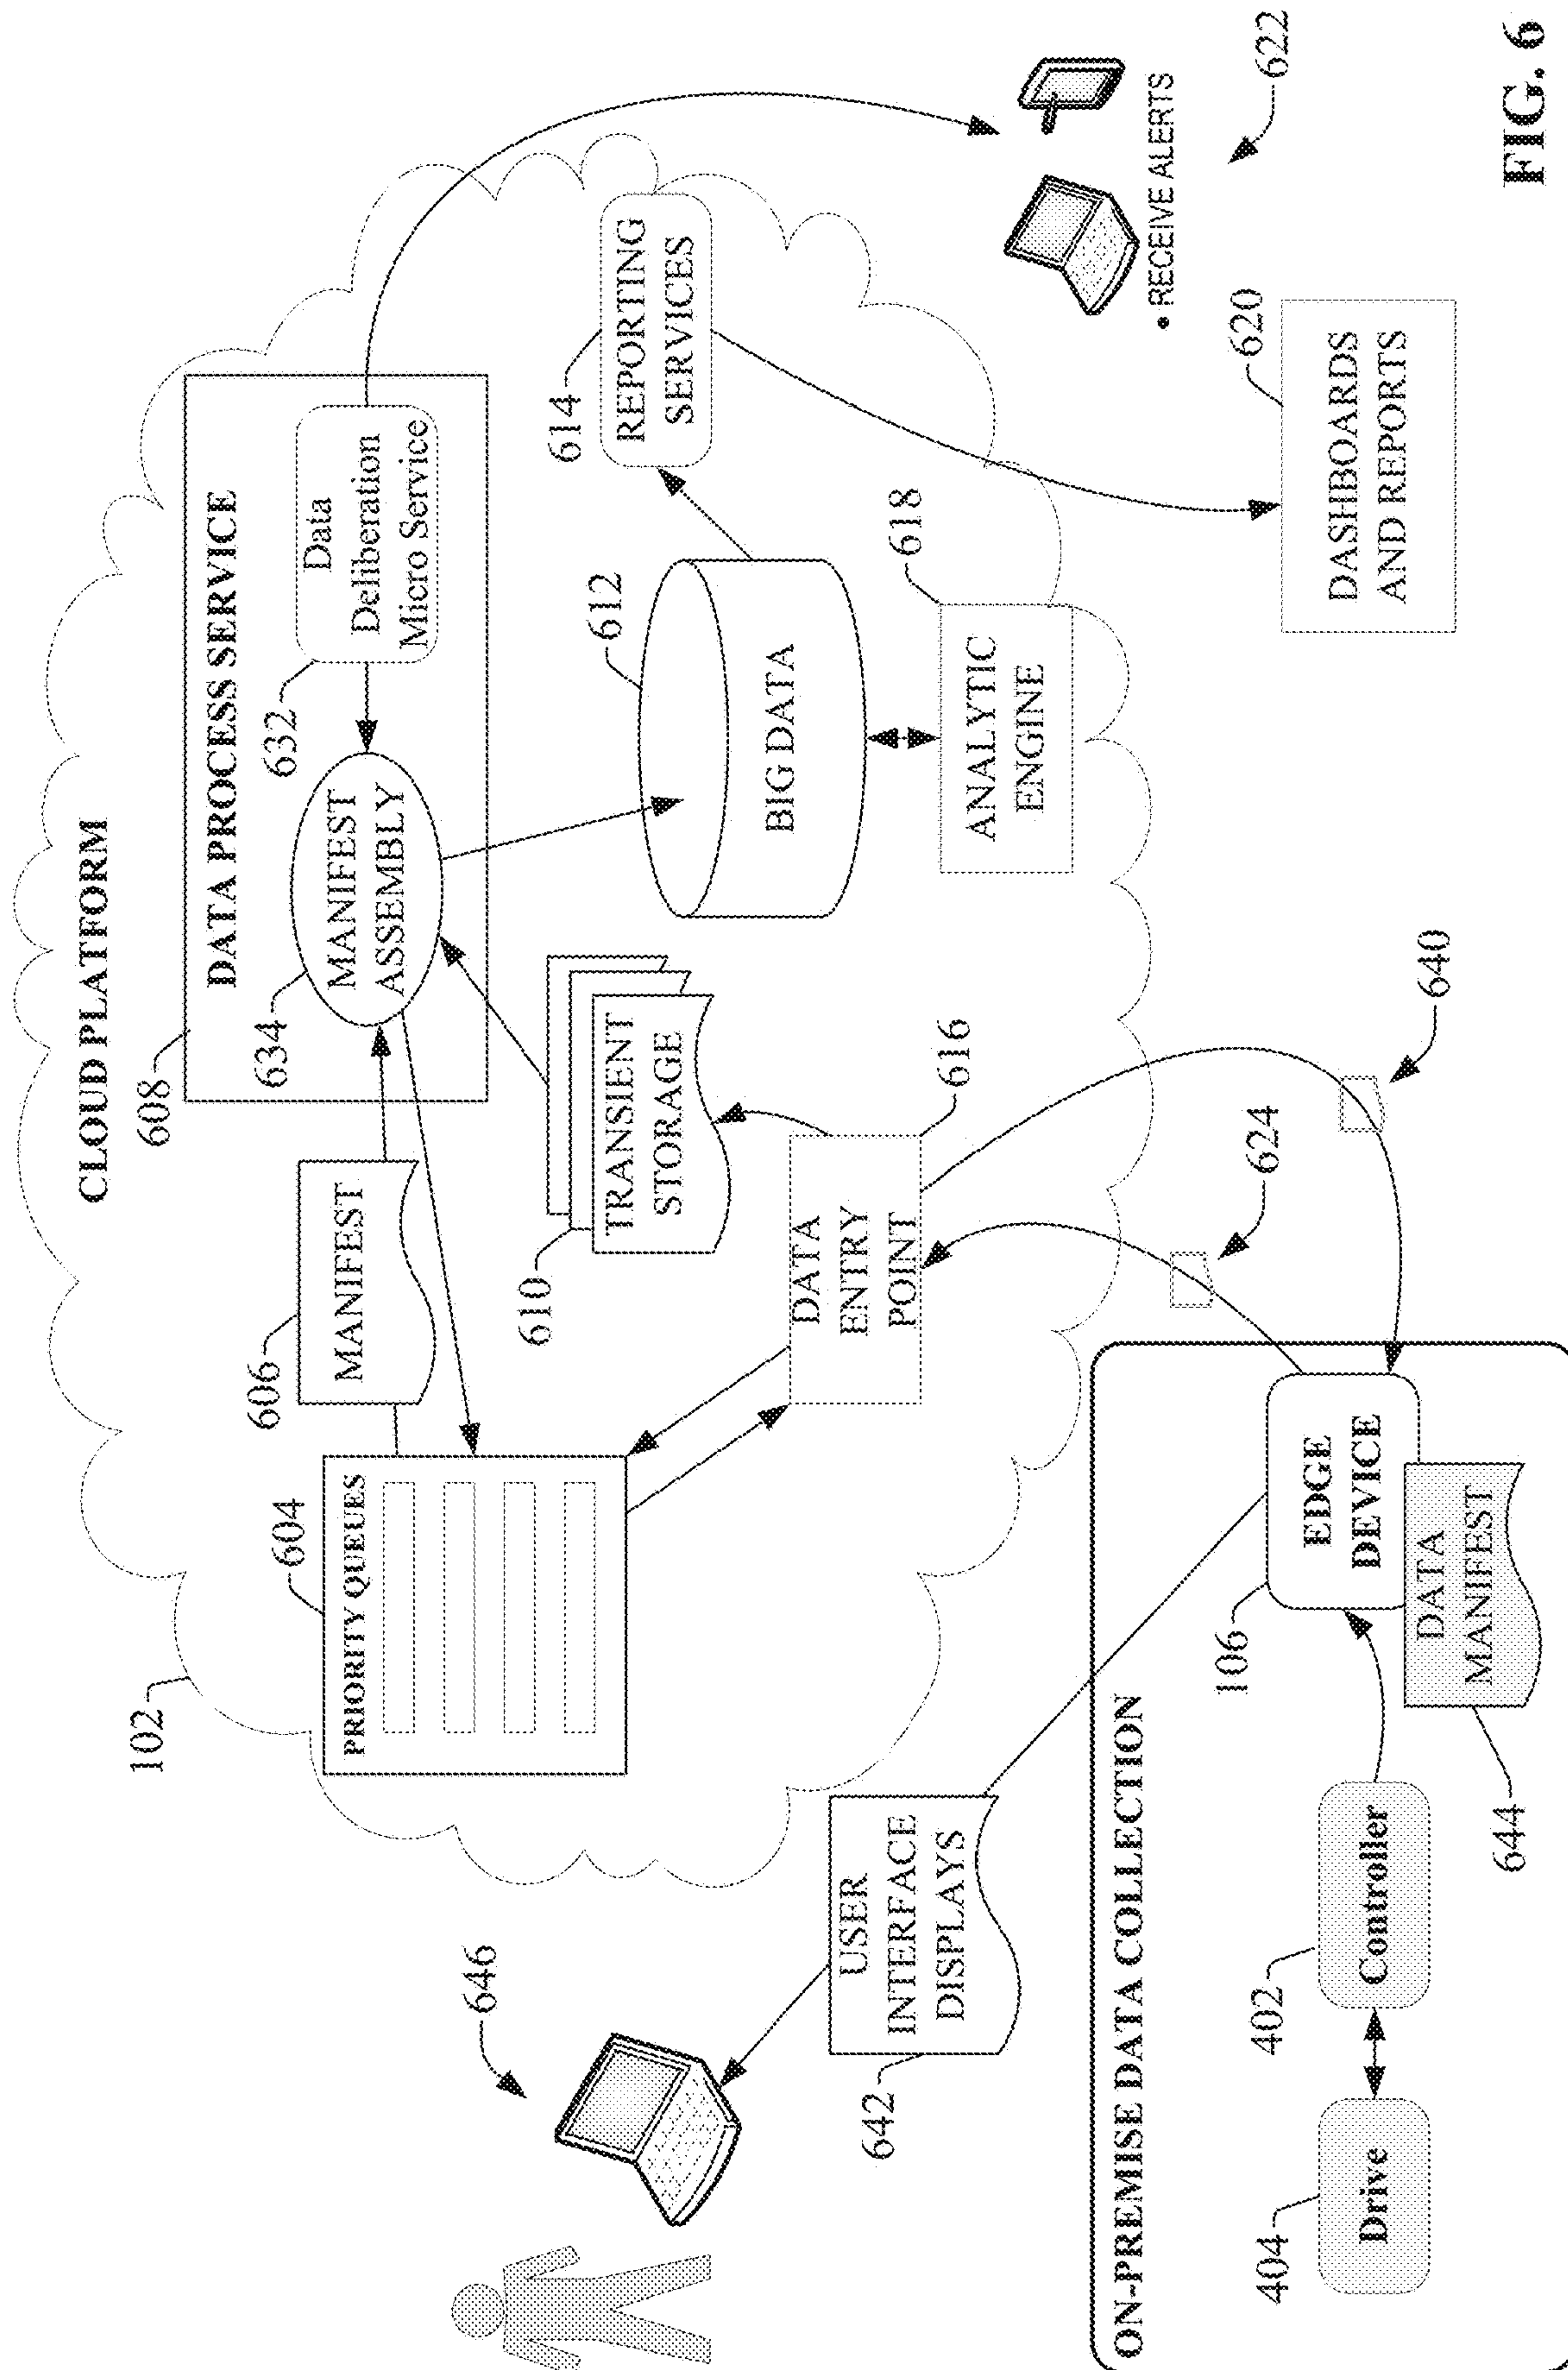 CLOUD PLATFORM
102
604
PRIORITY QUEUES
606
MANIFEST
608
DATA PROCESS SERVICE
634
MANIFEST
ASSEMBLY
632
Data
Deliberation
Micro Service
610
TRANSIENT
STORAGE
612
BIG DATA
614
REPORTING
SERVICES
DATA
ENTRY
POINT
616
ANALYTIC
ENGINE
618
646
USER
INTERFACE
DISPLAYS
642
624
640
• RECEIVE ALERTS
622
620
DASHBOARDS
AND REPORTS
ON-PREMISE DATA COLLECTION
404
Drive
402
Controller
106
EDGE
DEVICE
DATA
MANIFEST
644
FIG. 6